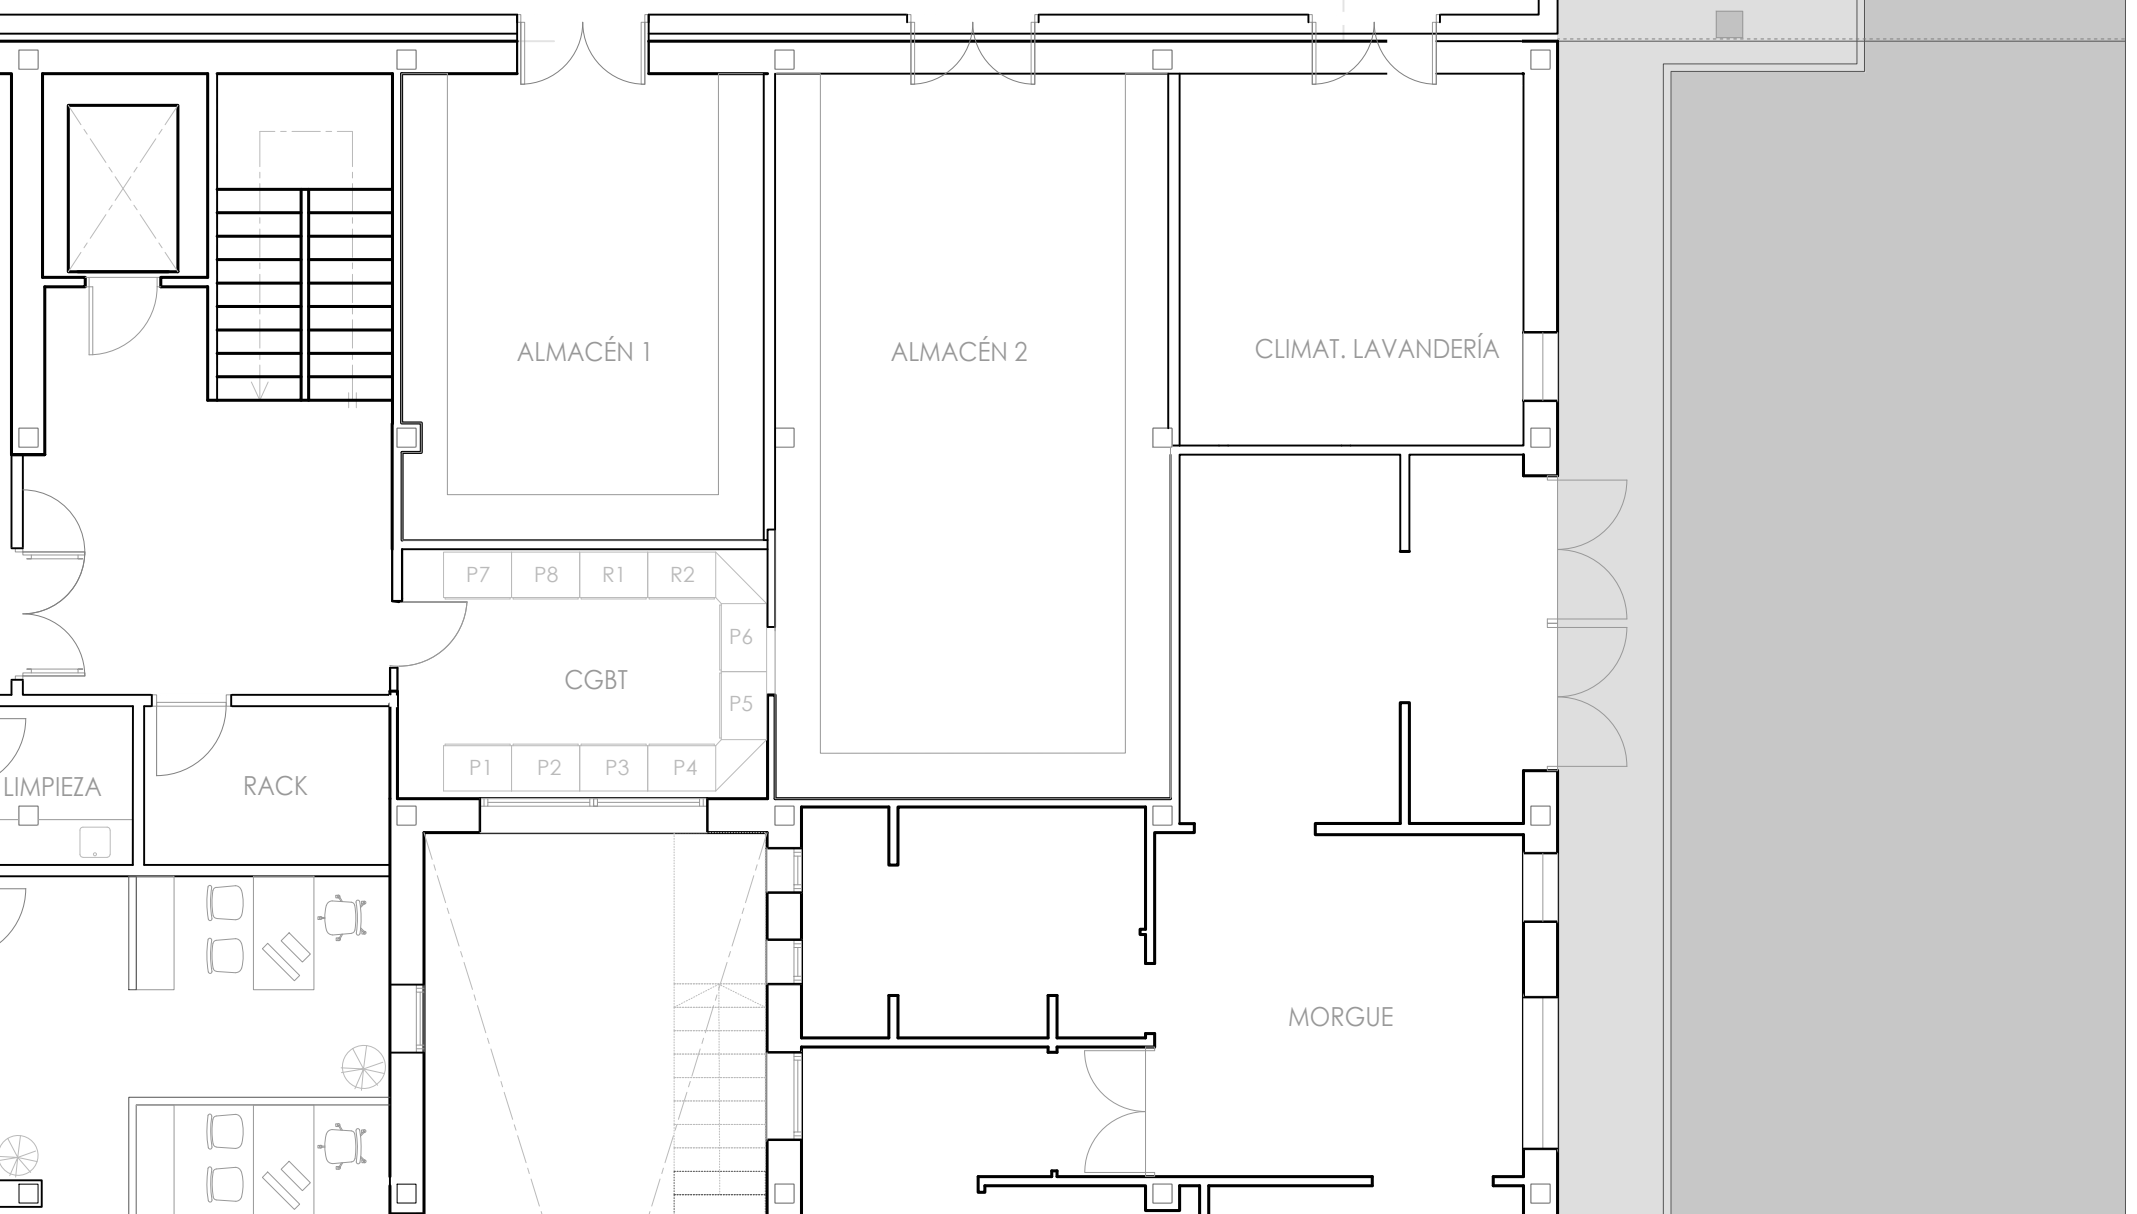 ALMACÉN 1
ALMACÉN 2
CLIMAT. LAVANDERÍA
P7
P8
R1
R2
P6
CGBT
P5
P1
P2
P3
P4
LIMPIEZA
RACK
MORGUE